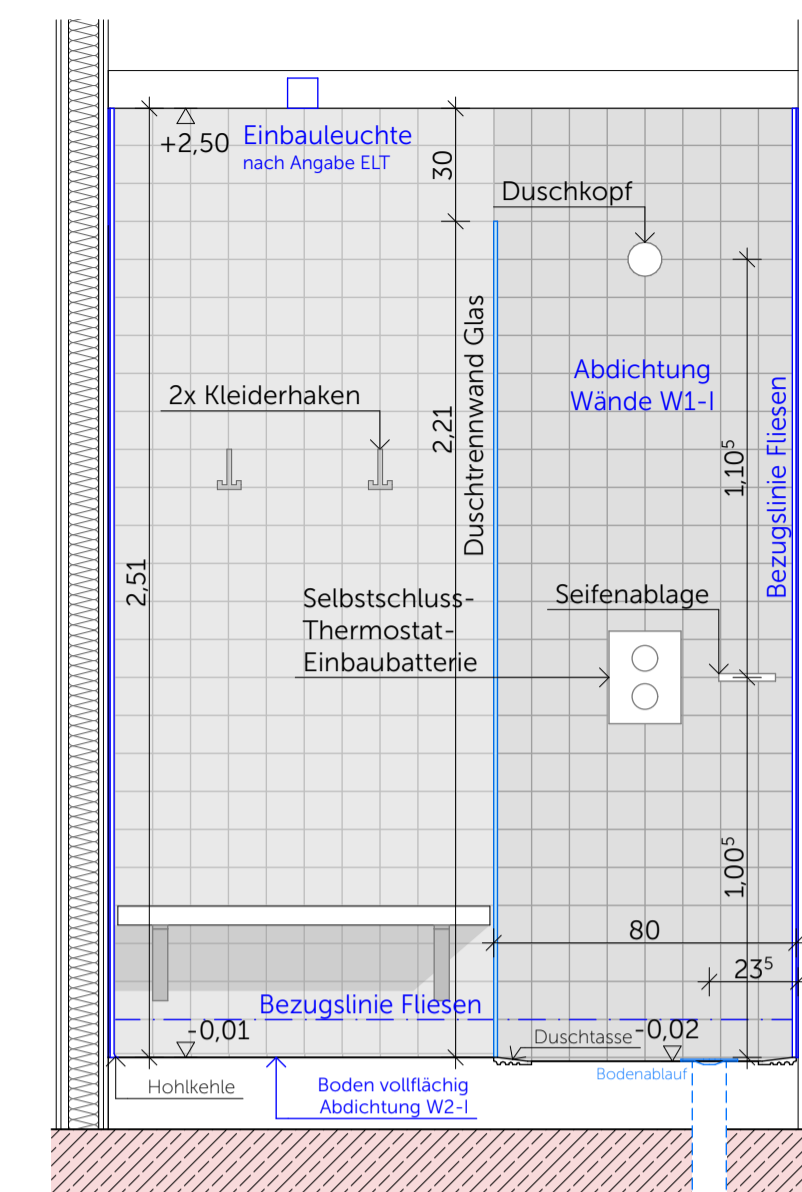 +2,50
Einbauleuchte
nach Angabe ELT
30
Duschkopf
Duschtrennwand Glas
2x Kleiderhaken
2,21
Abdichtung
Wände W1-I
Bezugslinie Fliesen
1,10⁵
2,51
Selbstschluss-
Thermostat-
Einbaubatterie
Seifenablage
1,00⁵
80
23⁵
Bezugslinie Fliesen
-0,01
Duschtasse
-0,02
Bodenablauf
Hohlkehle
Boden vollflächig
Abdichtung W2-I